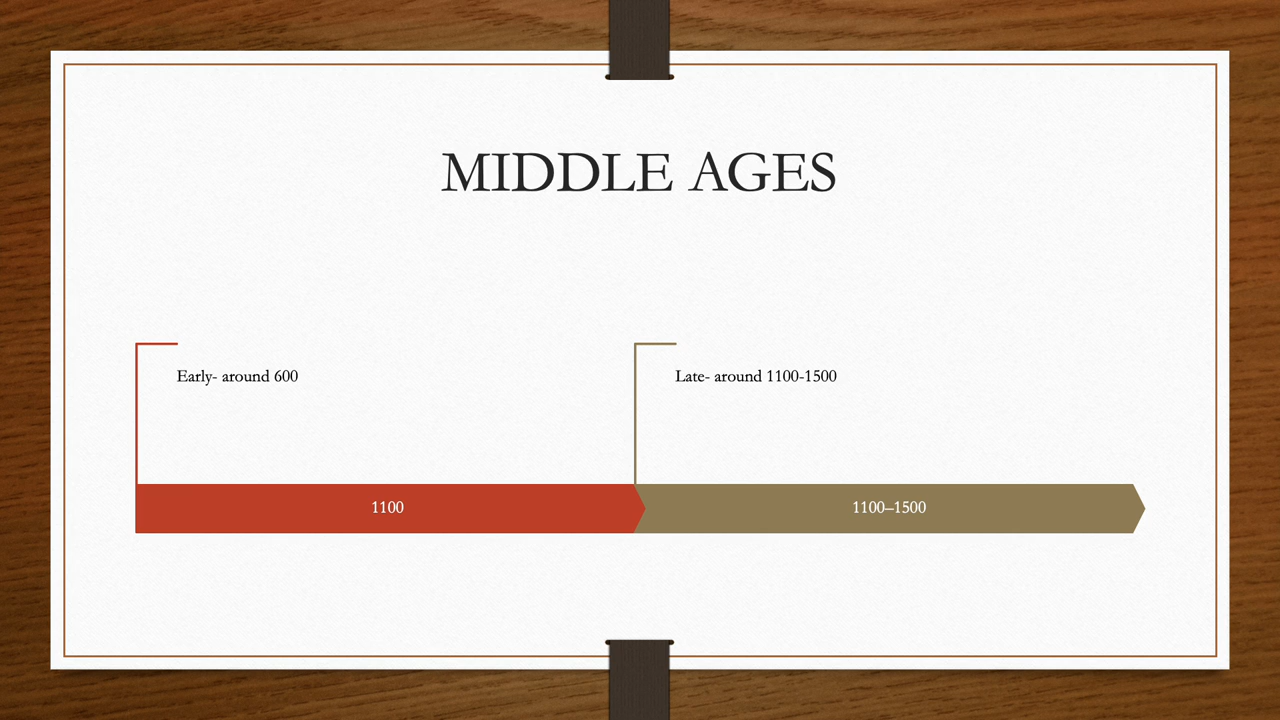 MIDDLE AGES
Early- around 600
Late- around 1100-1500
1100
1100–1500